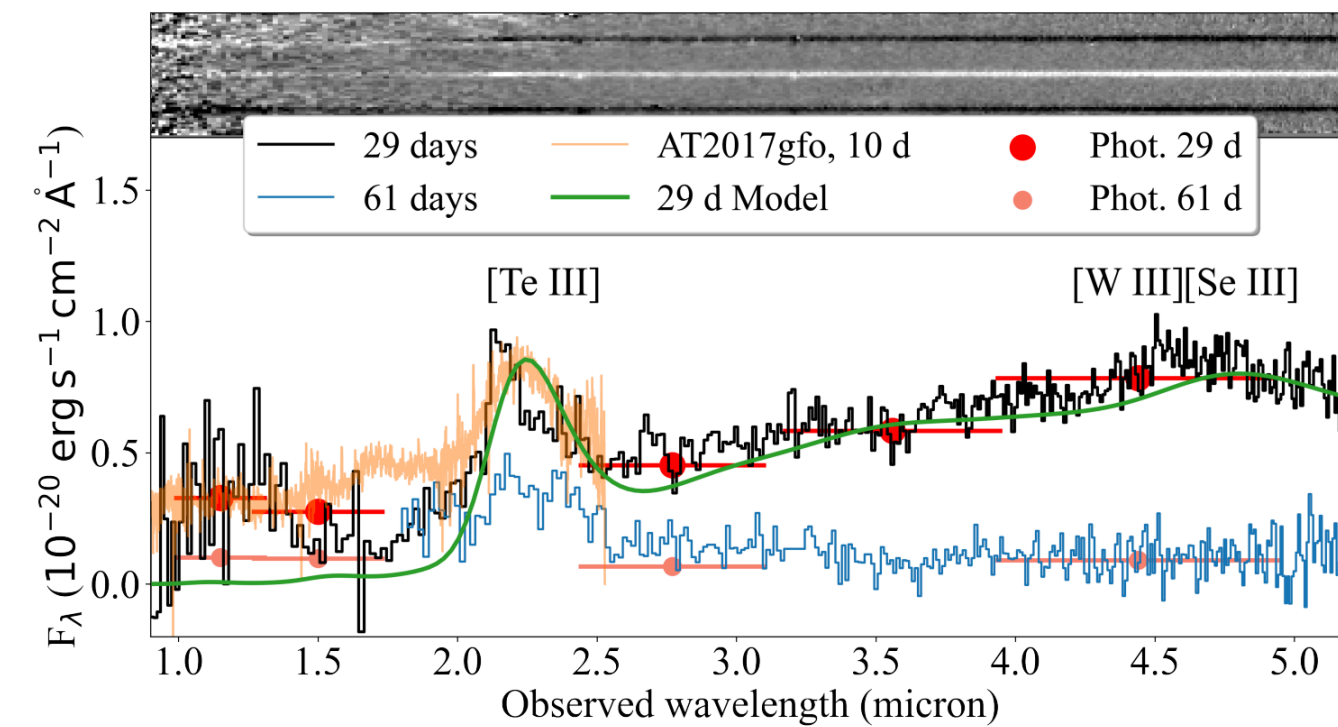 29 days
AT2017gfo, 10 d
Phot. 29 d
61 days
29 d Model
Phot. 61 d
[Te III]
[W III][Se III]
F_λ (10⁻²⁰ erg s⁻¹ cm⁻² Å⁻¹)
1.5
1.0
0.5
0.0
1.0 1.5 2.0 2.5 3.0 3.5 4.0 4.5 5.0
Observed wavelength (micron)